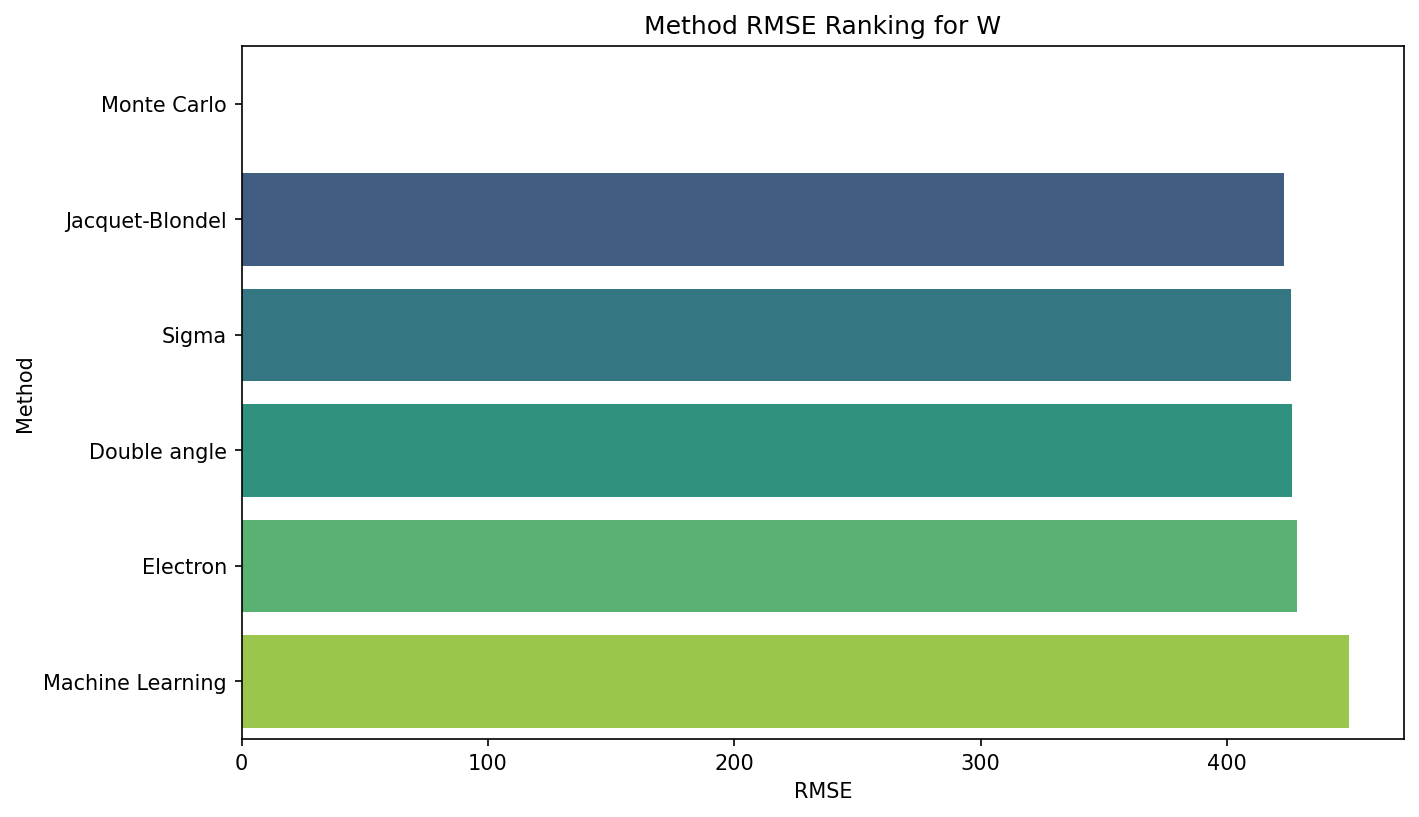 Method RMSE Ranking for W
Method
Monte Carlo
Jacquet-Blondel
Sigma
Double angle
Electron
Machine Learning
0 100 200 300 400
RMSE